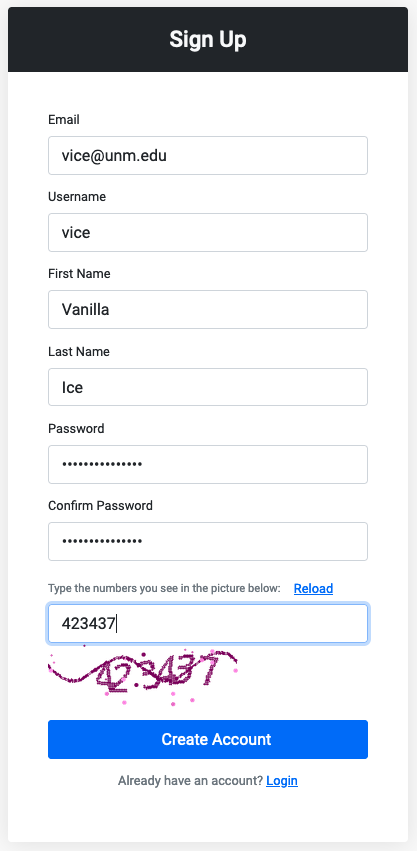 Sign Up
Email
vice@unm.edu
Username
vice
First Name
Vanilla
Last Name
Ice
Password
•••••••••••••••
Confirm Password
•••••••••••••••
Type the numbers you see in the picture below: Reload
423437
Create Account
Already have an account? Login